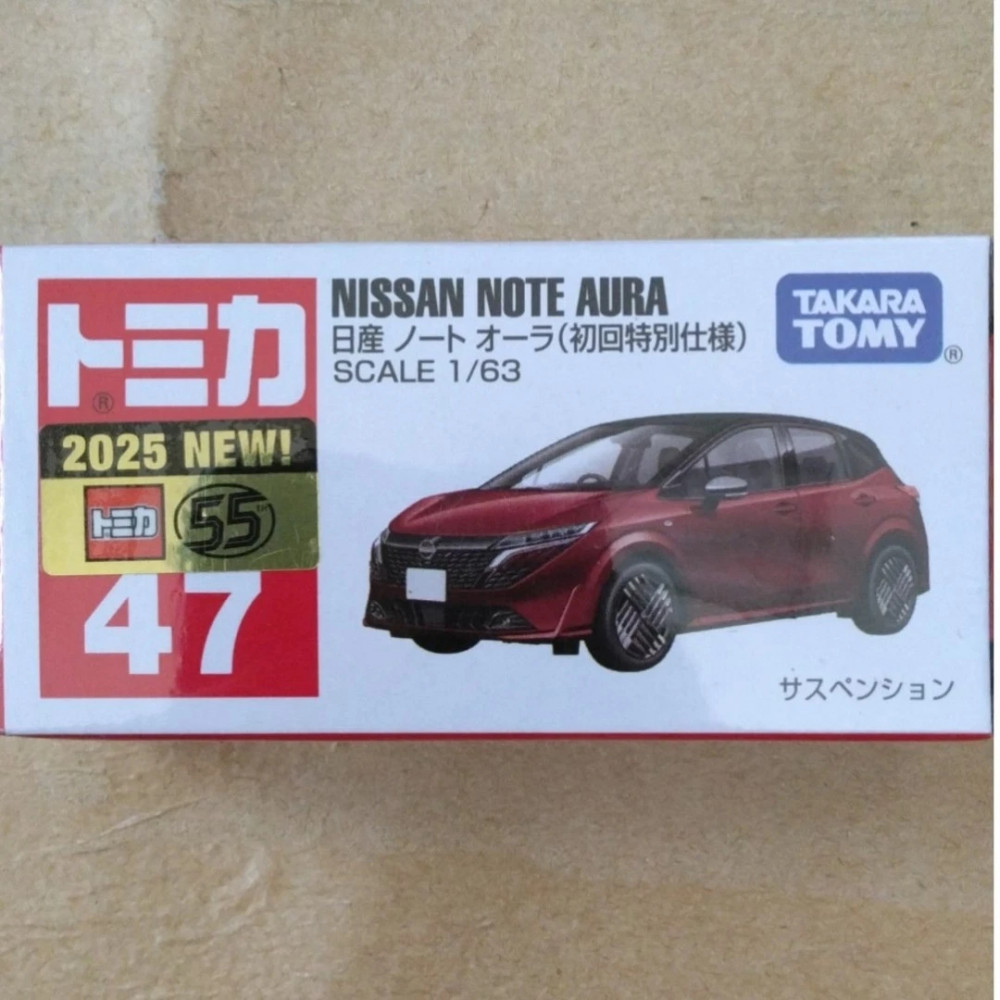 トミカ®
2025 NEW!
トミカ 55TH
47
NISSAN NOTE AURA
日産 ノート オーラ(初回特別仕様)
SCALE 1/63
TAKARA
TOMY®
サスペンション